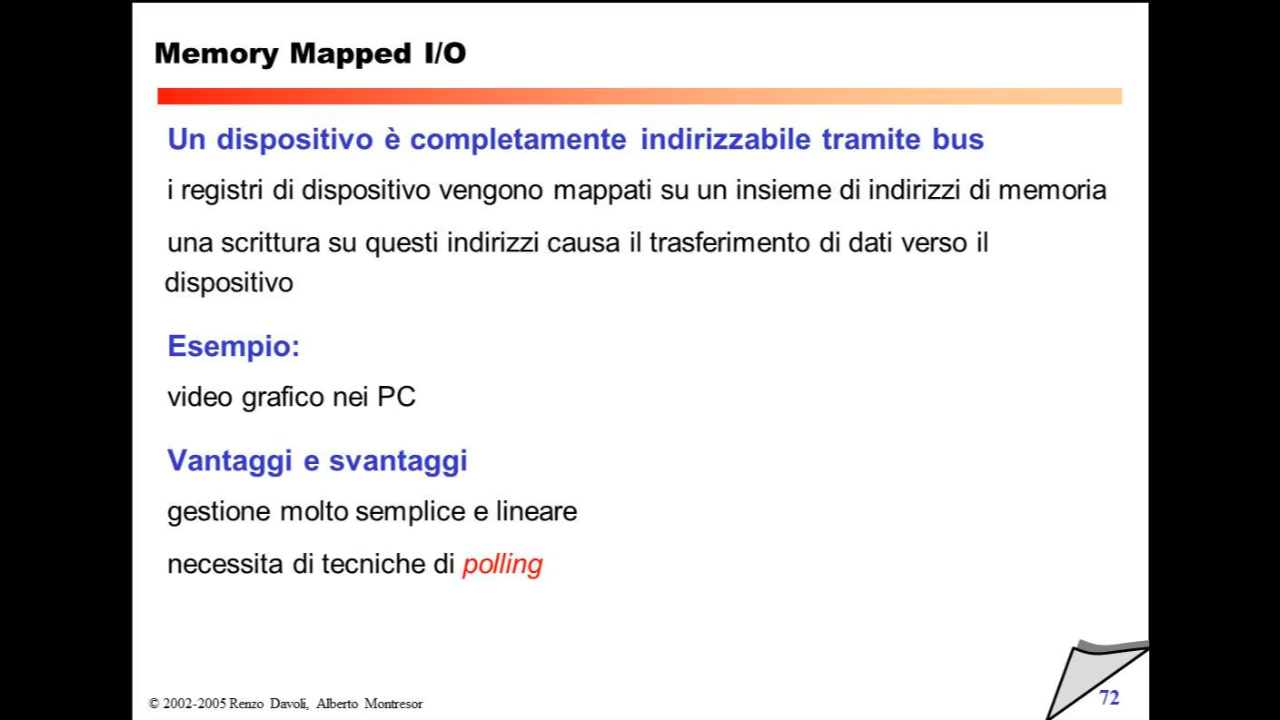 Memory Mapped I/O
Un dispositivo è completamente indirizzabile tramite bus
i registri di dispositivo vengono mappati su un insieme di indirizzi di memoria
una scrittura su questi indirizzi causa il trasferimento di dati verso il
dispositivo
Esempio:
video grafico nei PC
Vantaggi e svantaggi
gestione molto semplice e lineare
necessita di tecniche di polling
© 2002-2005 Renzo Davoli, Alberto Montresor
72